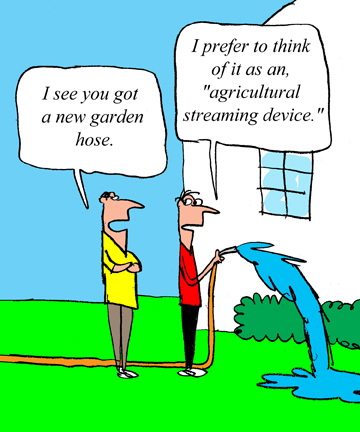 I see you got
a new garden
hose.
I prefer to think
of it as an,
"agricultural
streaming device."